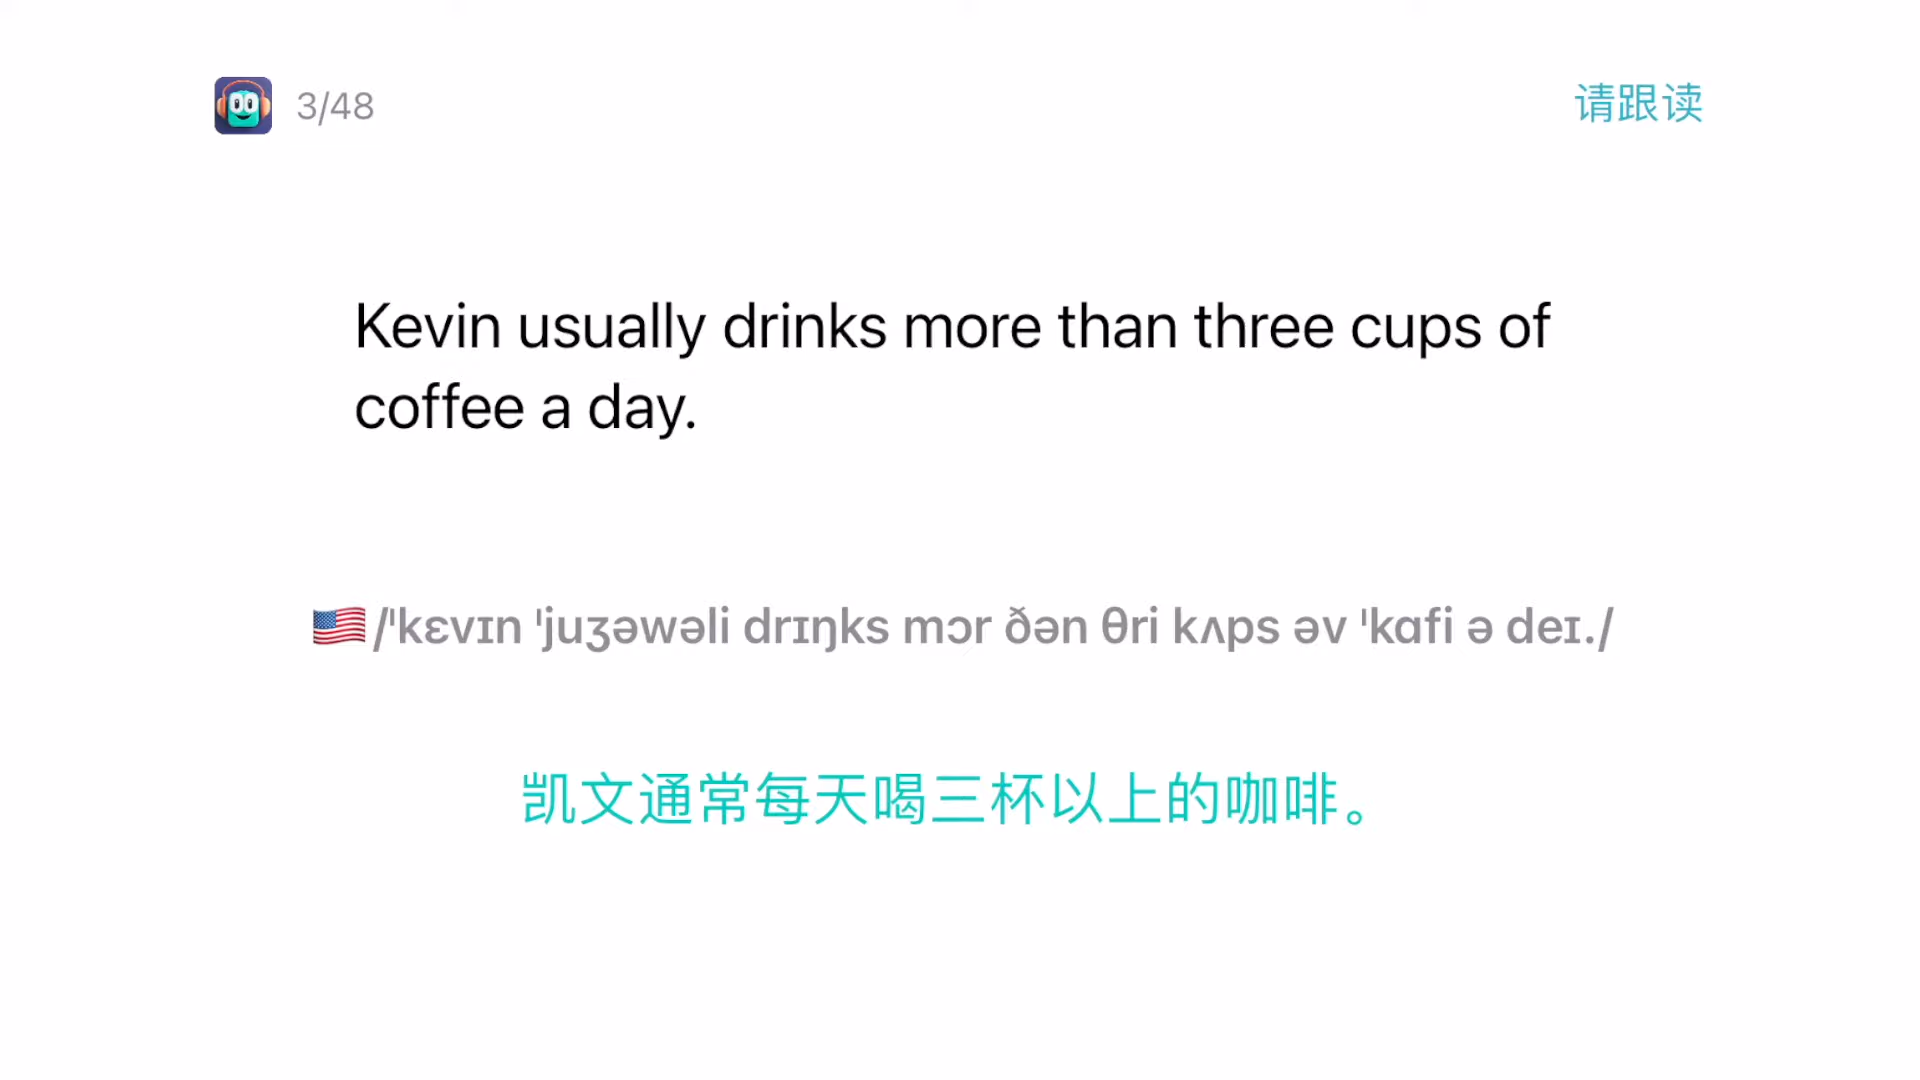 3/48
请跟读
Kevin usually drinks more than three cups of
coffee a day.
/ˈkɛvɪn ˈjuʒəwəli drɪŋks mɔr ðən θri kʌps əv ˈkɑfi ə deɪ./
凯文通常每天喝三杯以上的咖啡。